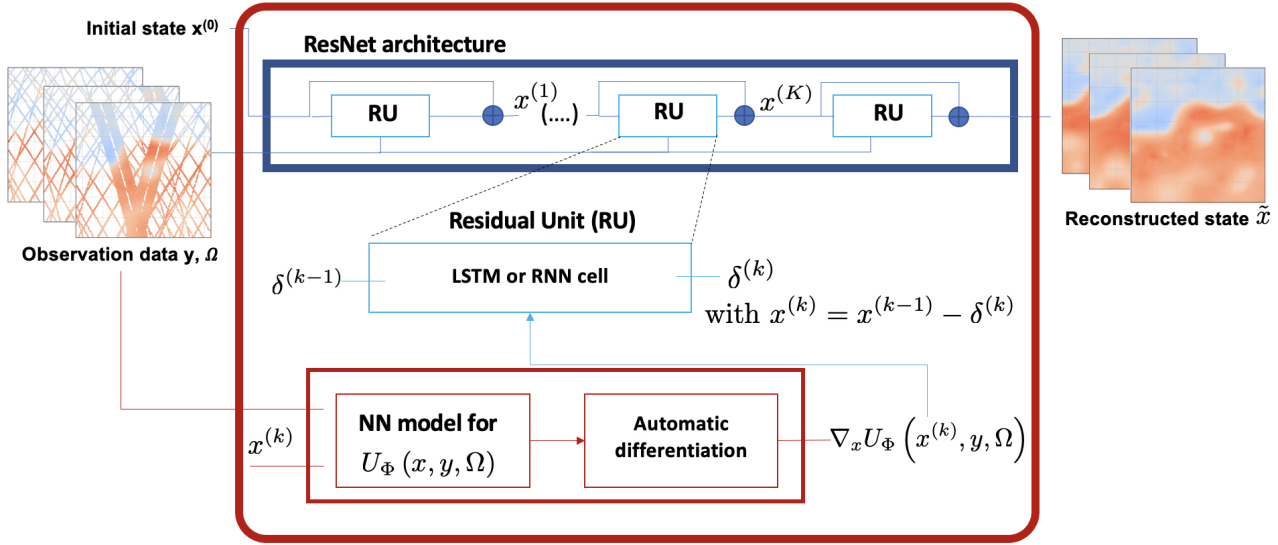 Initial state x⁽⁰⁾
ResNet architecture
RU
x⁽¹⁾
(....)
RU
x⁽ᴷ⁾
RU
Observation data y, Ω
Reconstructed state x̃
Residual Unit (RU)
δ⁽ᵏ⁻¹⁾
LSTM or RNN cell
δ⁽ᵏ⁾
with x⁽ᵏ⁾ = x⁽ᵏ⁻¹⁾ − δ⁽ᵏ⁾
x⁽ᵏ⁾
NN model for
U_Φ (x, y, Ω)
Automatic
differentiation
∇ₓU_Φ (x⁽ᵏ⁾, y, Ω)